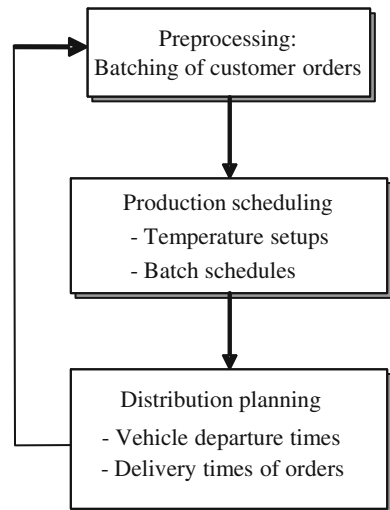 Preprocessing:
Batching of customer orders
Production scheduling
- Temperature setups
- Batch schedules
Distribution planning
- Vehicle departure times
- Delivery times of orders